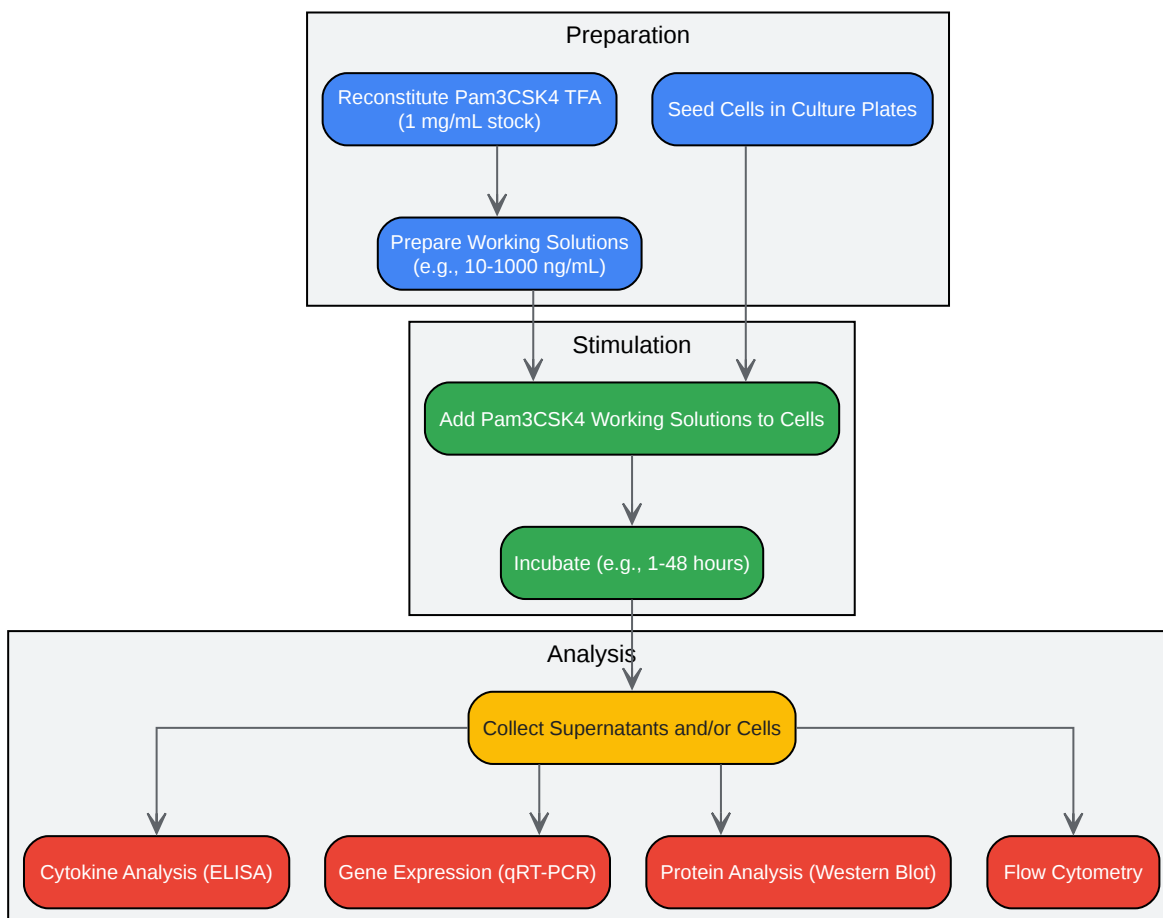 Preparation
Reconstitute Pam3CSK4 TFA
(1 mg/mL stock)
Seed Cells in Culture Plates
Prepare Working Solutions
(e.g., 10-1000 ng/mL)
Stimulation
Add Pam3CSK4 Working Solutions to Cells
Incubate (e.g., 1-48 hours)
Analysis
Collect Supernatants and/or Cells
Cytokine Analysis (ELISA)
Gene Expression (qRT-PCR)
Protein Analysis (Western Blot)
Flow Cytometry